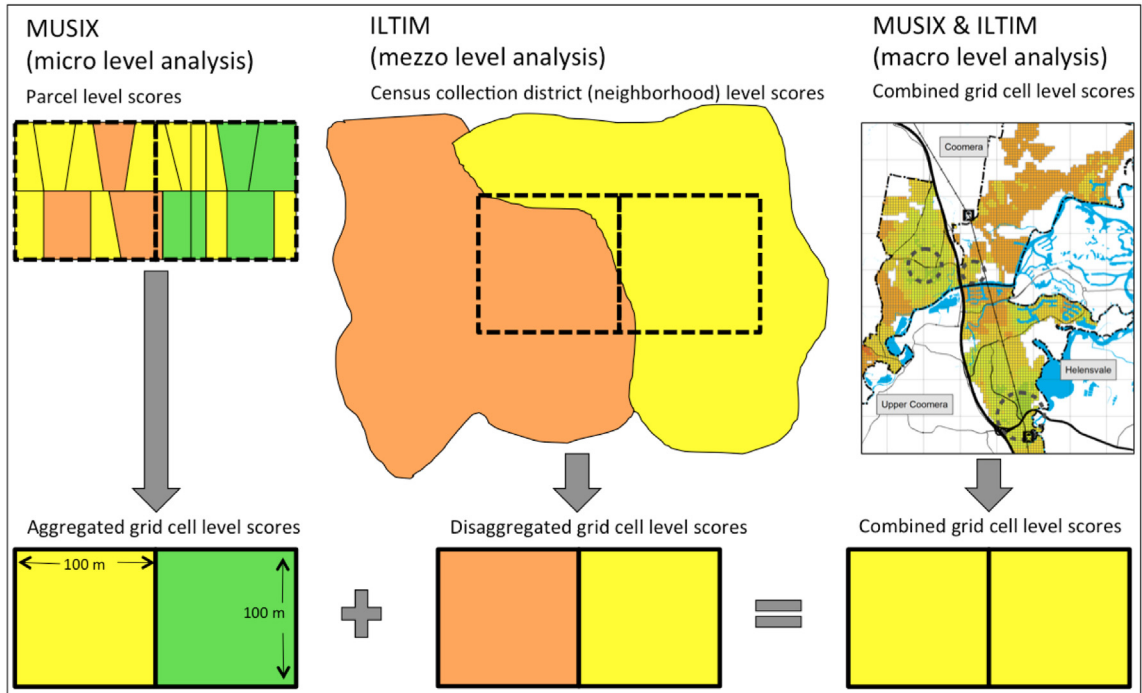 MUSIX
(micro level analysis)
Parcel level scores
ILTIM
(mezzo level analysis)
Census collection district (neighborhood) level scores
MUSIX & ILTIM
(macro level analysis)
Combined grid cell level scores
Coomera
Helensvale
Upper Coomera
Aggregated grid cell level scores
Disaggregated grid cell level scores
Combined grid cell level scores
100 m
100 m